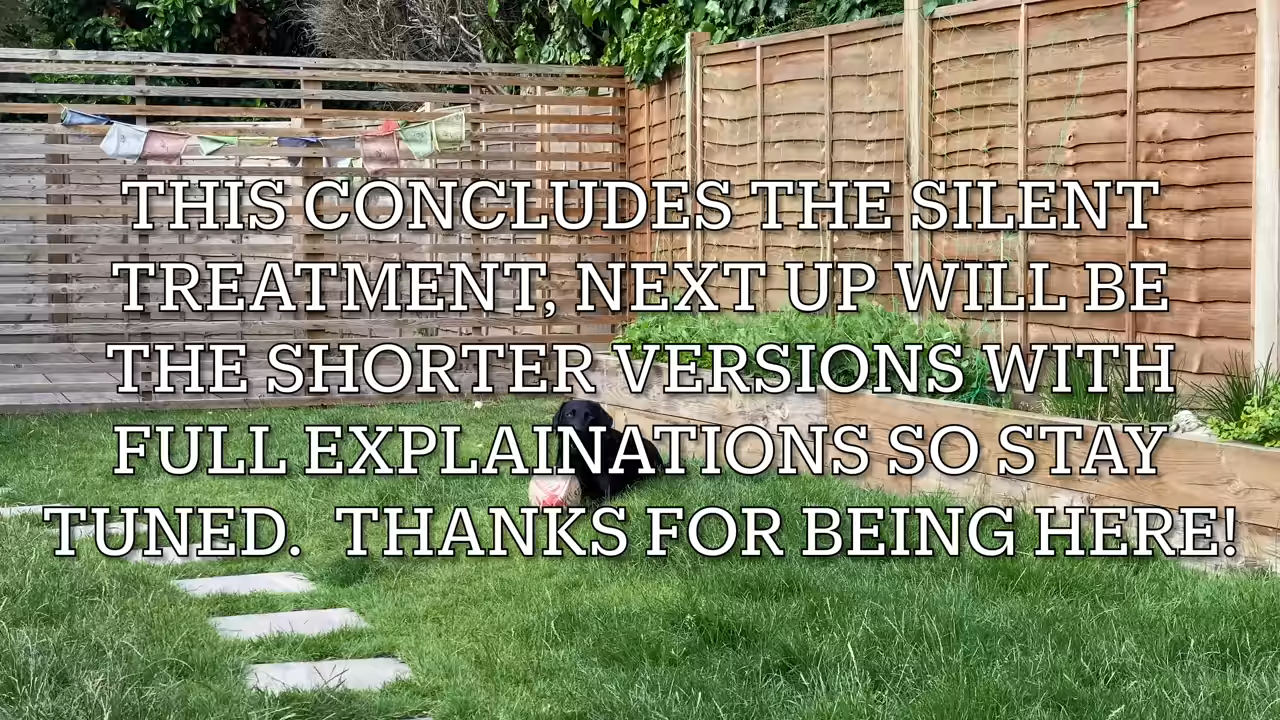 THIS CONCLUDES THE SILENT
TREATMENT, NEXT UP WILL BE
THE SHORTER VERSIONS WITH
FULL EXPLAINATIONS SO STAY
TUNED.  THANKS FOR BEING HERE!